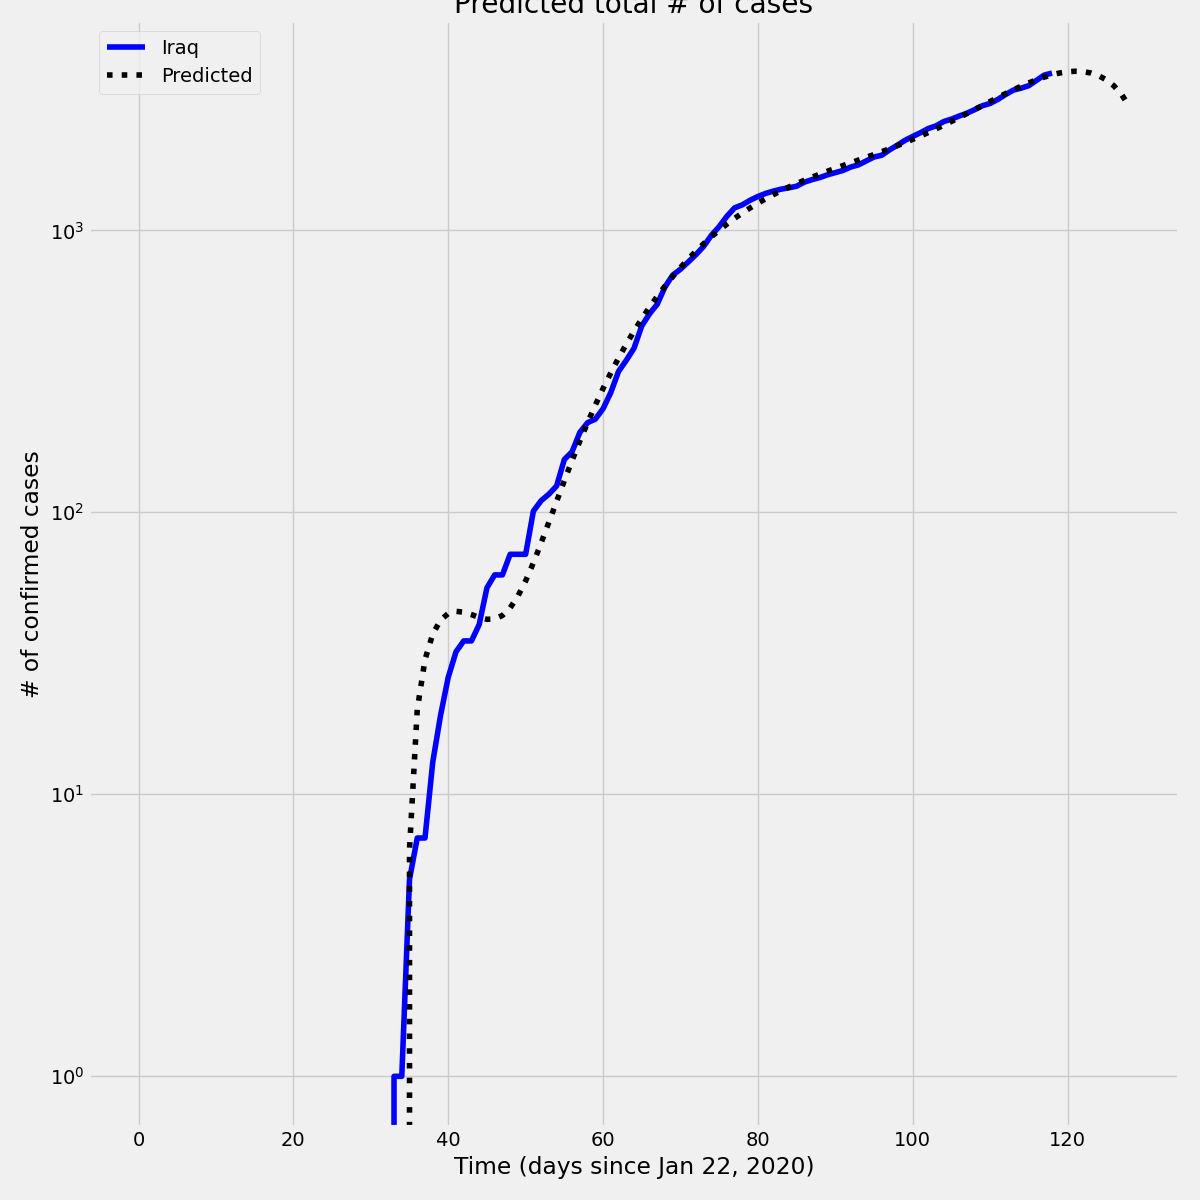 Predicted total # of cases
Iraq
Predicted
# of confirmed cases
10³
10²
10¹
10⁰
0 20 40 60 80 100 120
Time (days since Jan 22, 2020)